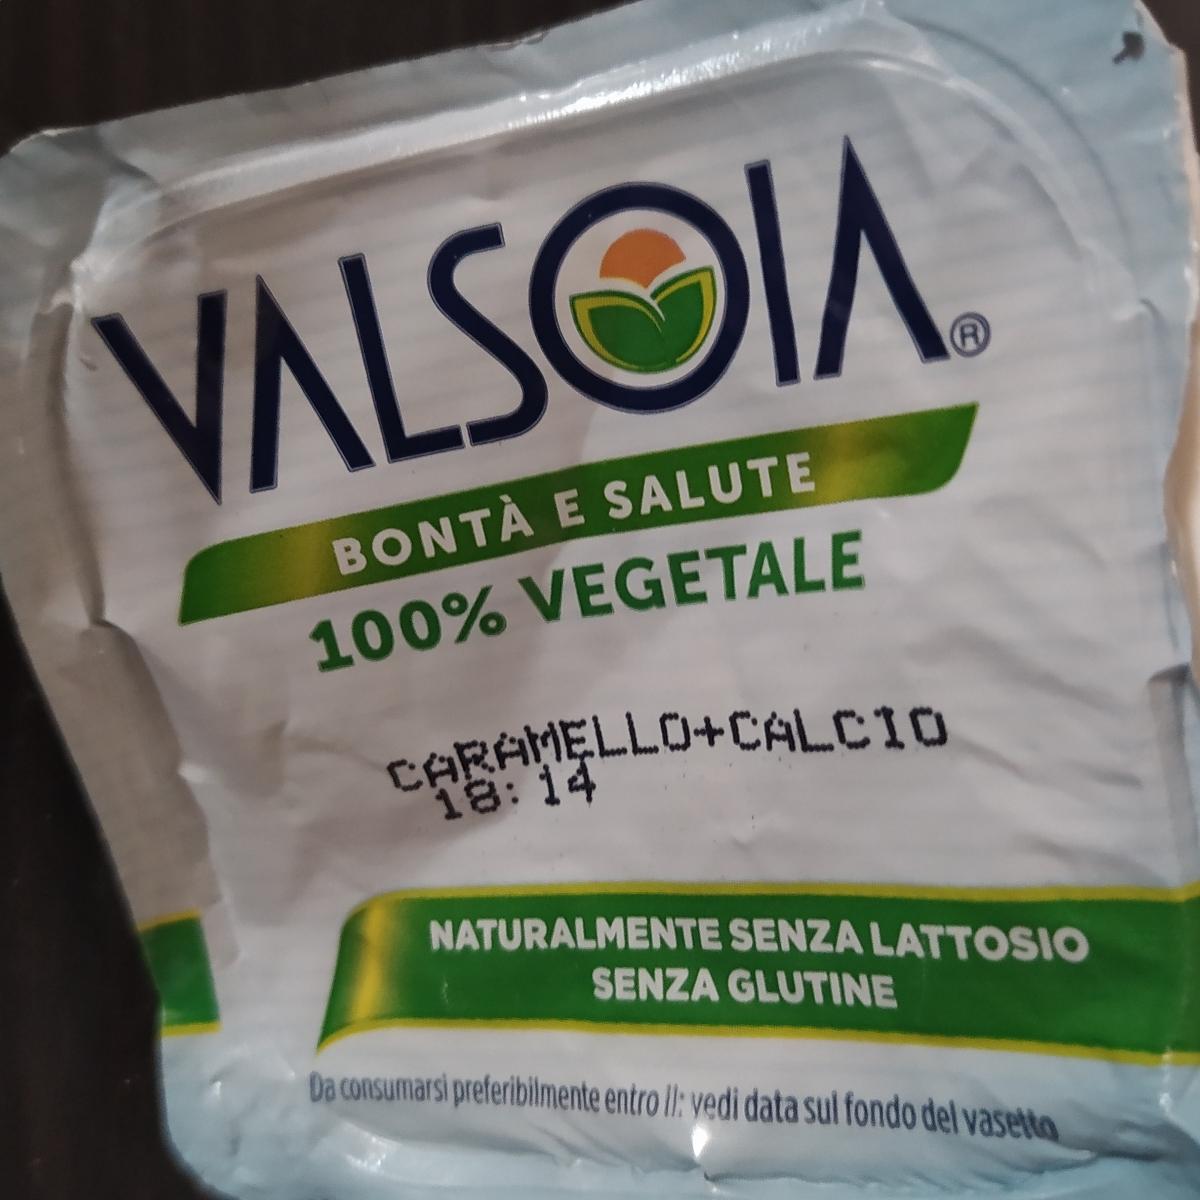 VALSOIA®
BONTÀ E SALUTE
100% VEGETALE
CARAMELLO+CALCIO
18:14
NATURALMENTE SENZA LATTOSIO
SENZA GLUTINE
Da consumarsi preferibilmente entro il: vedi data sul fondo del vasetto